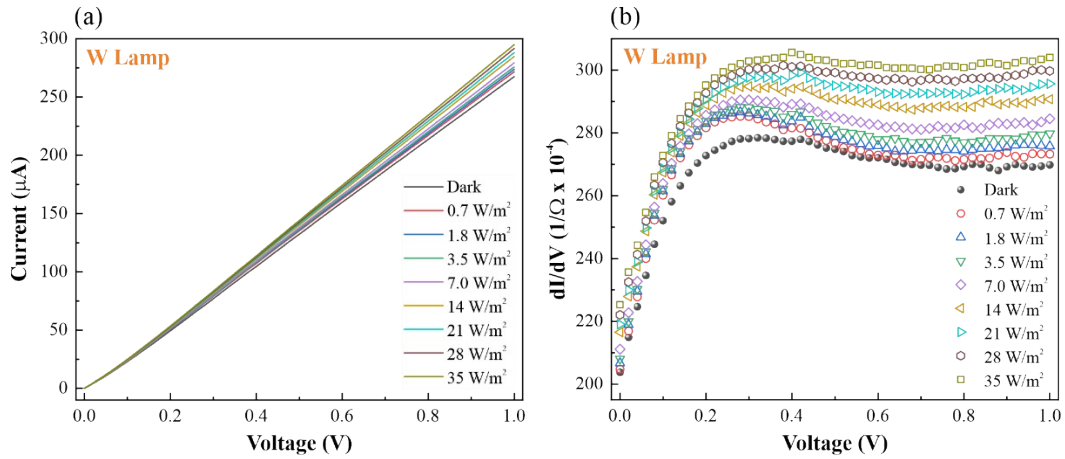 (a)
W Lamp
300
250
200
150
100
50
0
Current (μA)
0.0 0.2 0.4 0.6 0.8 1.0
Voltage (V)
Dark
0.7 W/m²
1.8 W/m²
3.5 W/m²
7.0 W/m²
14 W/m²
21 W/m²
28 W/m²
35 W/m²
(b)
W Lamp
300
280
260
240
220
200
dI/dV (1/Ω x 10⁻⁴)
0.0 0.2 0.4 0.6 0.8 1.0
Voltage (V)
Dark
0.7 W/m²
1.8 W/m²
3.5 W/m²
7.0 W/m²
14 W/m²
21 W/m²
28 W/m²
35 W/m²